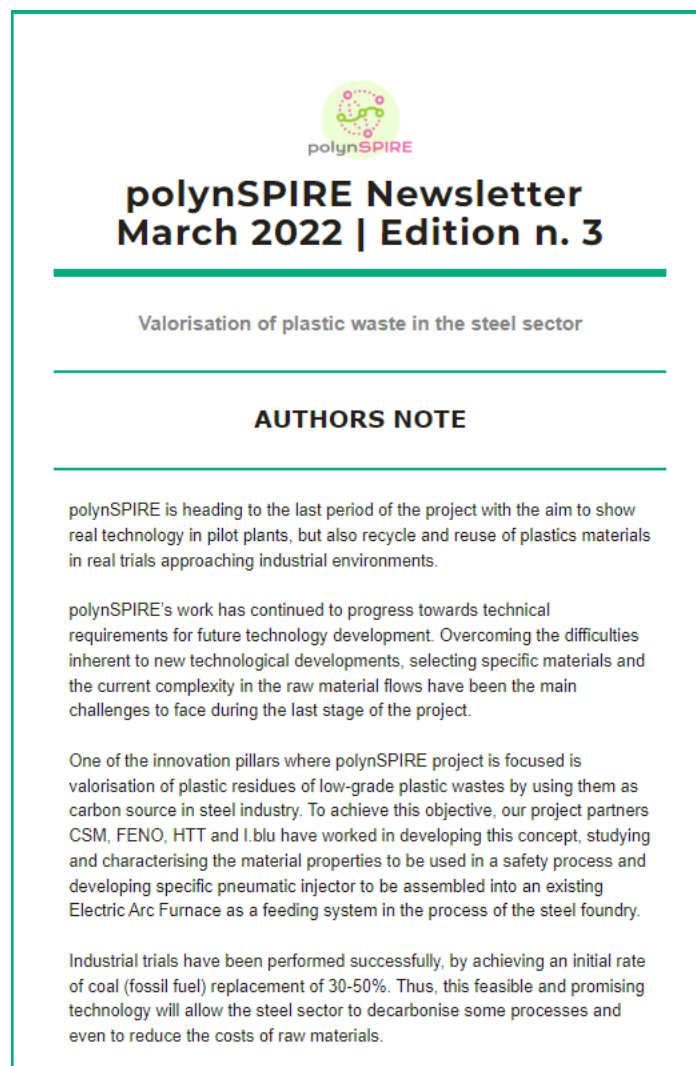 polynSPIRE
polynSPIRE Newsletter
March 2022 | Edition n. 3
Valorisation of plastic waste in the steel sector
AUTHORS NOTE
polynSPIRE is heading to the last period of the project with the aim to show
real technology in pilot plants, but also recycle and reuse of plastics materials
in real trials approaching industrial environments.
polynSPIRE's work has continued to progress towards technical
requirements for future technology development. Overcoming the difficulties
inherent to new technological developments, selecting specific materials and
the current complexity in the raw material flows have been the main
challenges to face during the last stage of the project.
One of the innovation pillars where polynSPIRE project is focused is
valorisation of plastic residues of low-grade plastic wastes by using them as
carbon source in steel industry. To achieve this objective, our project partners
CSM, FENO, HTT and I.blu have worked in developing this concept, studying
and characterising the material properties to be used in a safety process and
developing specific pneumatic injector to be assembled into an existing
Electric Arc Furnace as a feeding system in the process of the steel foundry.
Industrial trials have been performed successfully, by achieving an initial rate
of coal (fossil fuel) replacement of 30-50%. Thus, this feasible and promising
technology will allow the steel sector to decarbonise some processes and
even to reduce the costs of raw materials.